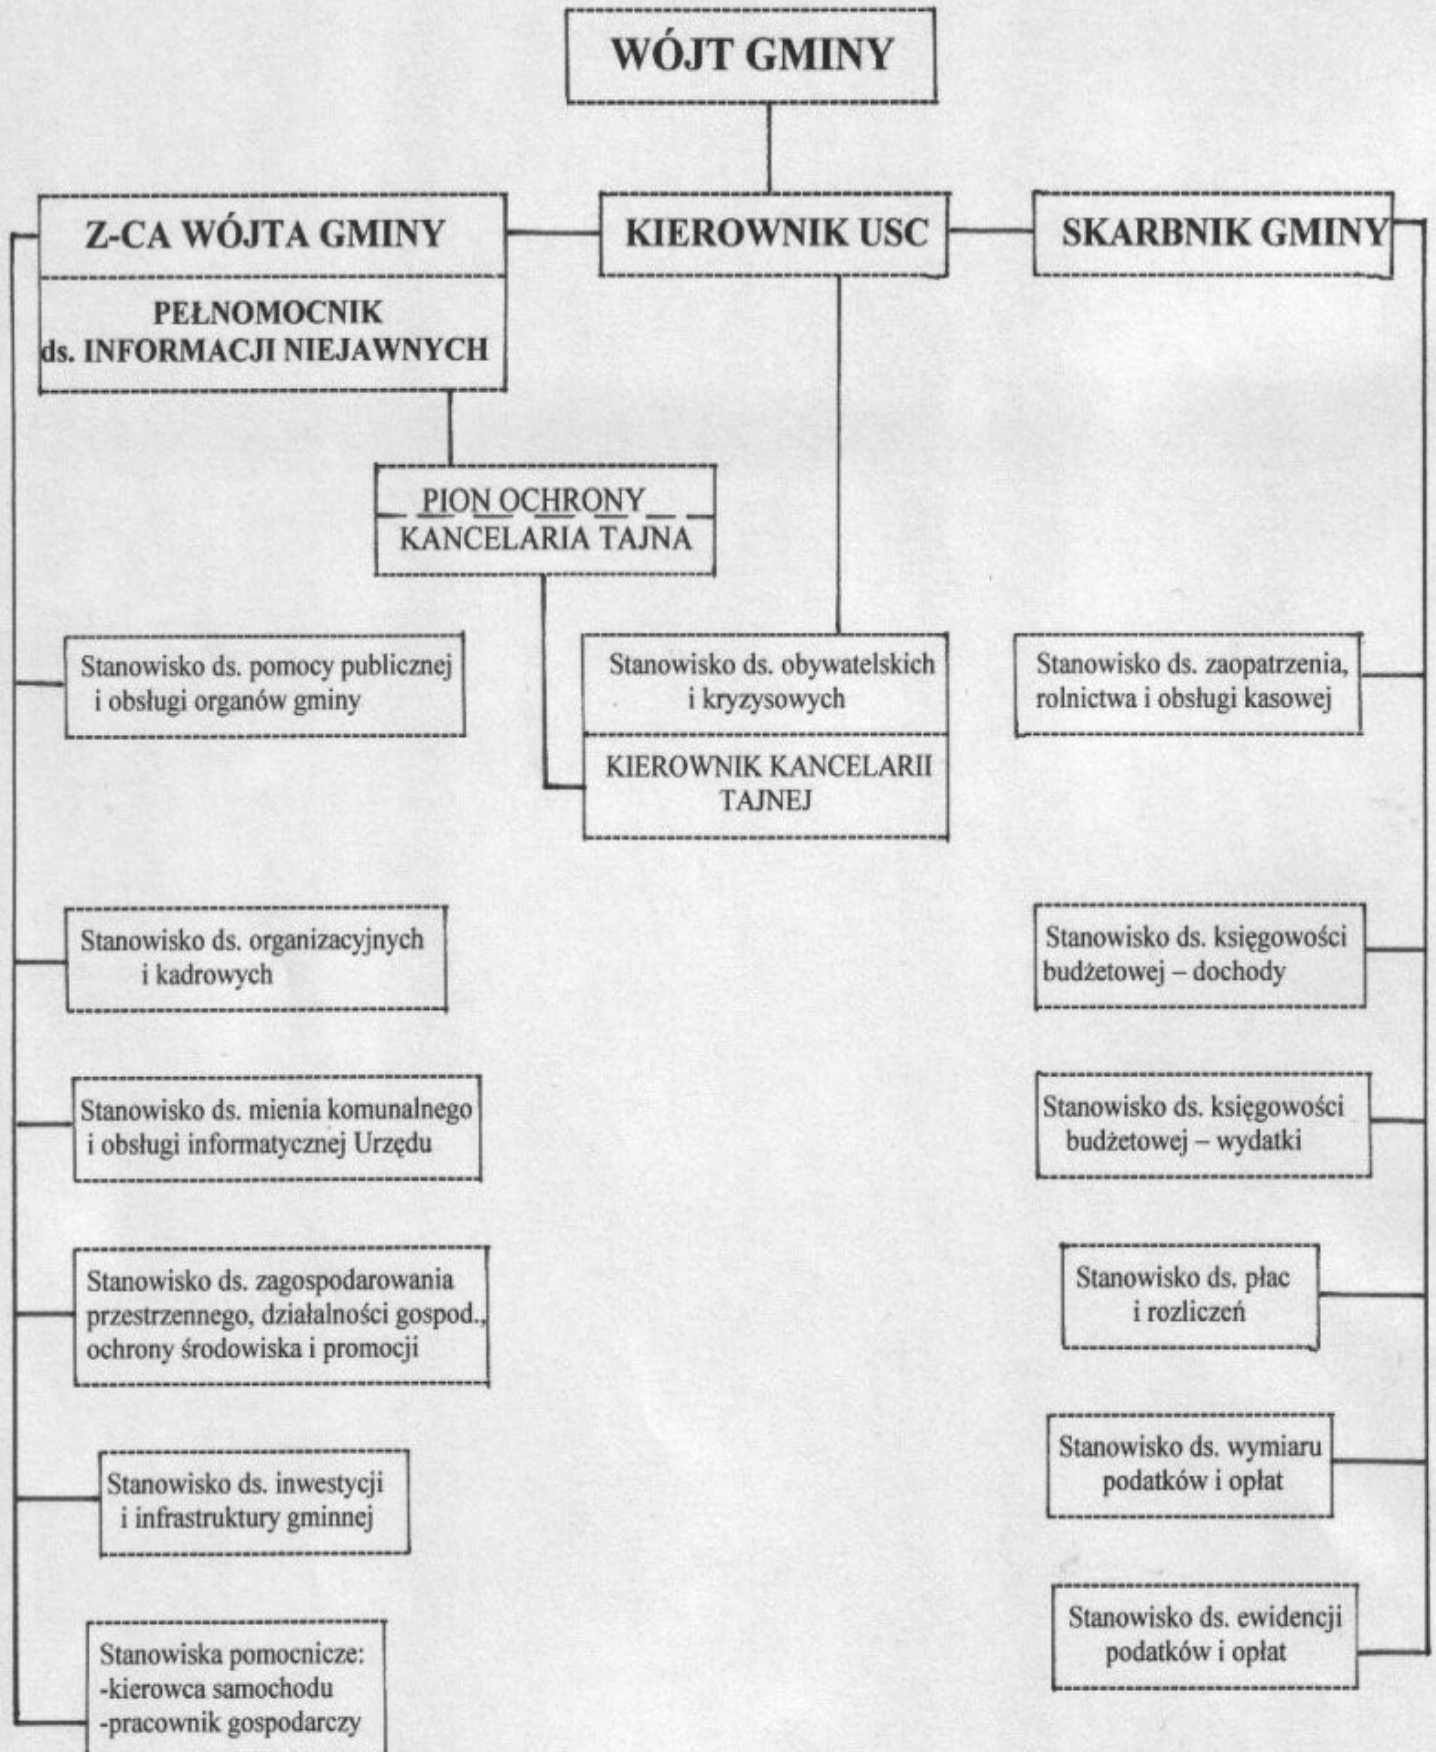 WÓJT GMINY
Z-CA WÓJTA GMINY
PEŁNOMOCNIK
ds. INFORMACJI NIEJAWNYCH
KIEROWNIK USC
SKARBNIK GMINY
PION OCHRONY
KANCELARIA TAJNA
Stanowisko ds. pomocy publicznej
i obsługi organów gminy
Stanowisko ds. obywatelskich
i kryzysowych
KIEROWNIK KANCELARII
TAJNEJ
Stanowisko ds. zaopatrzenia,
rolnictwa i obsługi kasowej
Stanowisko ds. organizacyjnych
i kadrowych
Stanowisko ds. księgowości
budżetowej – dochody
Stanowisko ds. mienia komunalnego
i obsługi informatycznej Urzędu
Stanowisko ds. księgowości
budżetowej – wydatki
Stanowisko ds. zagospodarowania
przestrzennego, działalności gospod.,
ochrony środowiska i promocji
Stanowisko ds. płac
i rozliczeń
Stanowisko ds. inwestycji
i infrastruktury gminnej
Stanowisko ds. wymiaru
podatków i opłat
Stanowiska pomocnicze:
-kierowca samochodu
-pracownik gospodarczy
Stanowisko ds. ewidencji
podatków i opłat